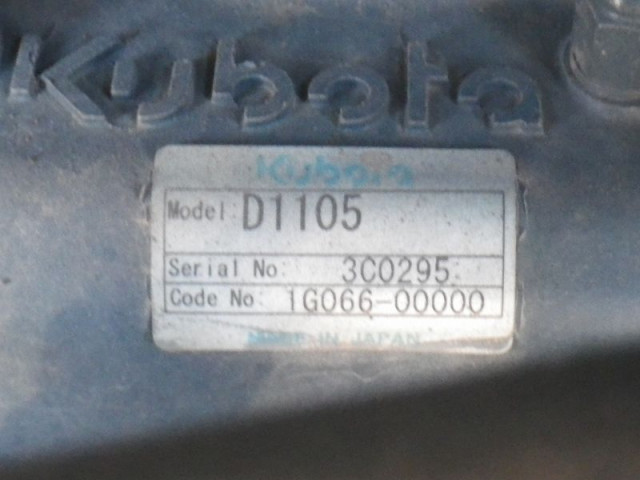 Kubota
Kubota
Model D1105
Serial No. 3C0295
Code No. 1G066-00000
MADE IN JAPAN